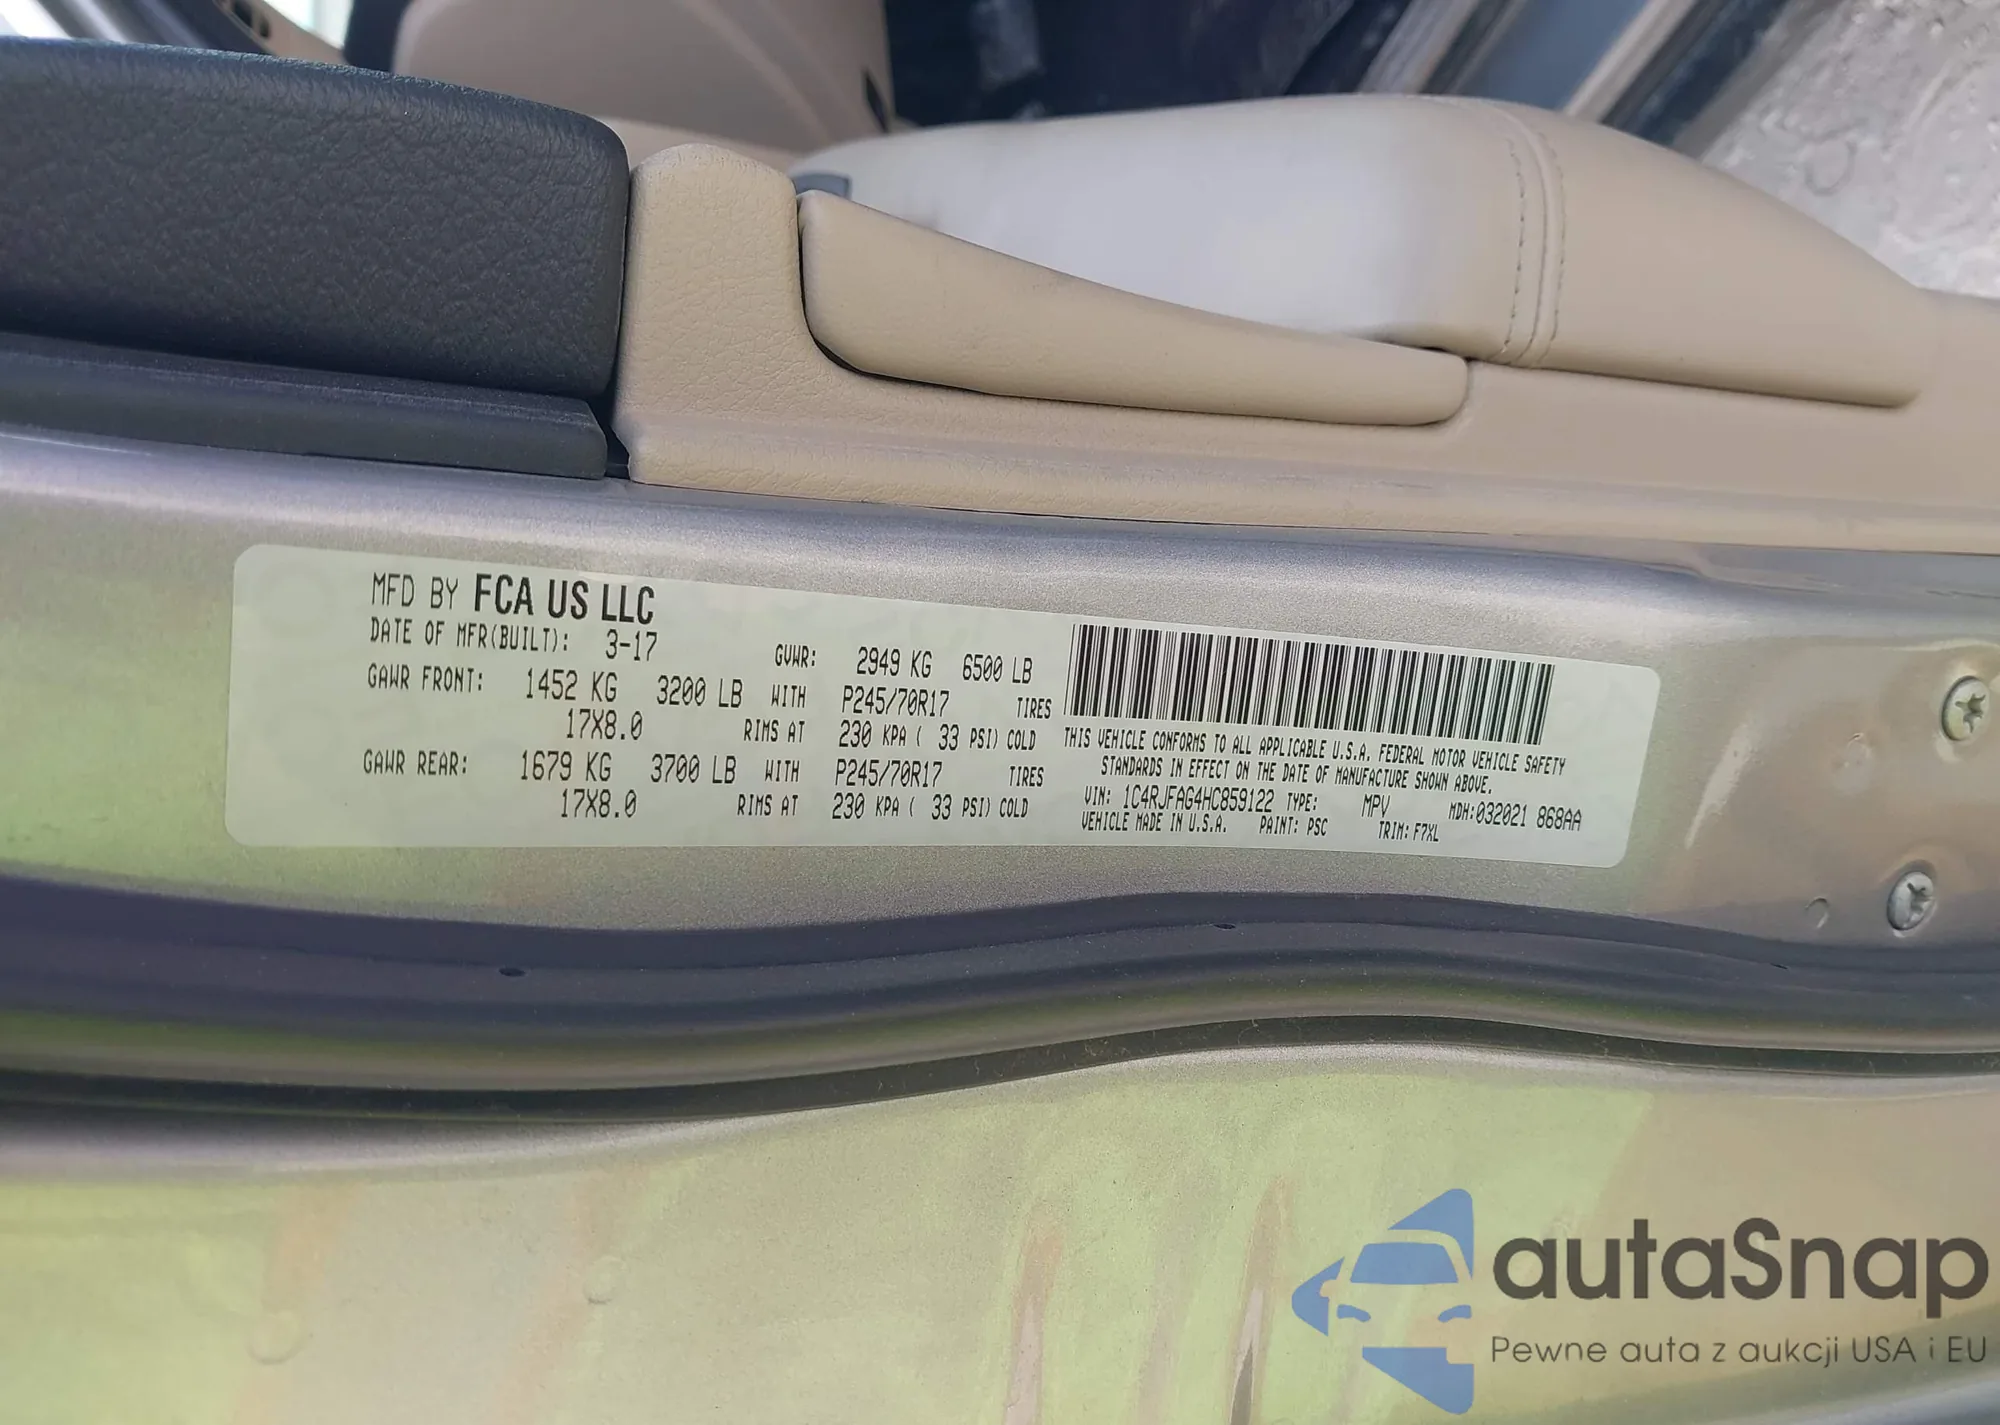 MFD BY FCA US LLC
DATE OF MFR(BUILT): 3-17 GVWR: 2949 KG 6500 LB
GAWR FRONT: 1452 KG 3200 LB WITH P245/70R17 TIRES
17X8.0 RIMS AT 230 KPA ( 33 PSI) COLD
GAWR REAR: 1679 KG 3700 LB WITH P245/70R17 TIRES
17X8.0 RIMS AT 230 KPA ( 33 PSI) COLD
THIS VEHICLE CONFORMS TO ALL APPLICABLE U.S.A. FEDERAL MOTOR VEHICLE SAFETY
STANDARDS IN EFFECT ON THE DATE OF MANUFACTURE SHOWN ABOVE.
VIN: 1C4RJFAG4HC859122 TYPE: MPV MDH:032021 868AA
VEHICLE MADE IN U.S.A. PAINT: PSC TRIM: F7XL
autaSnap
Pewne auta z aukcji USA i EU